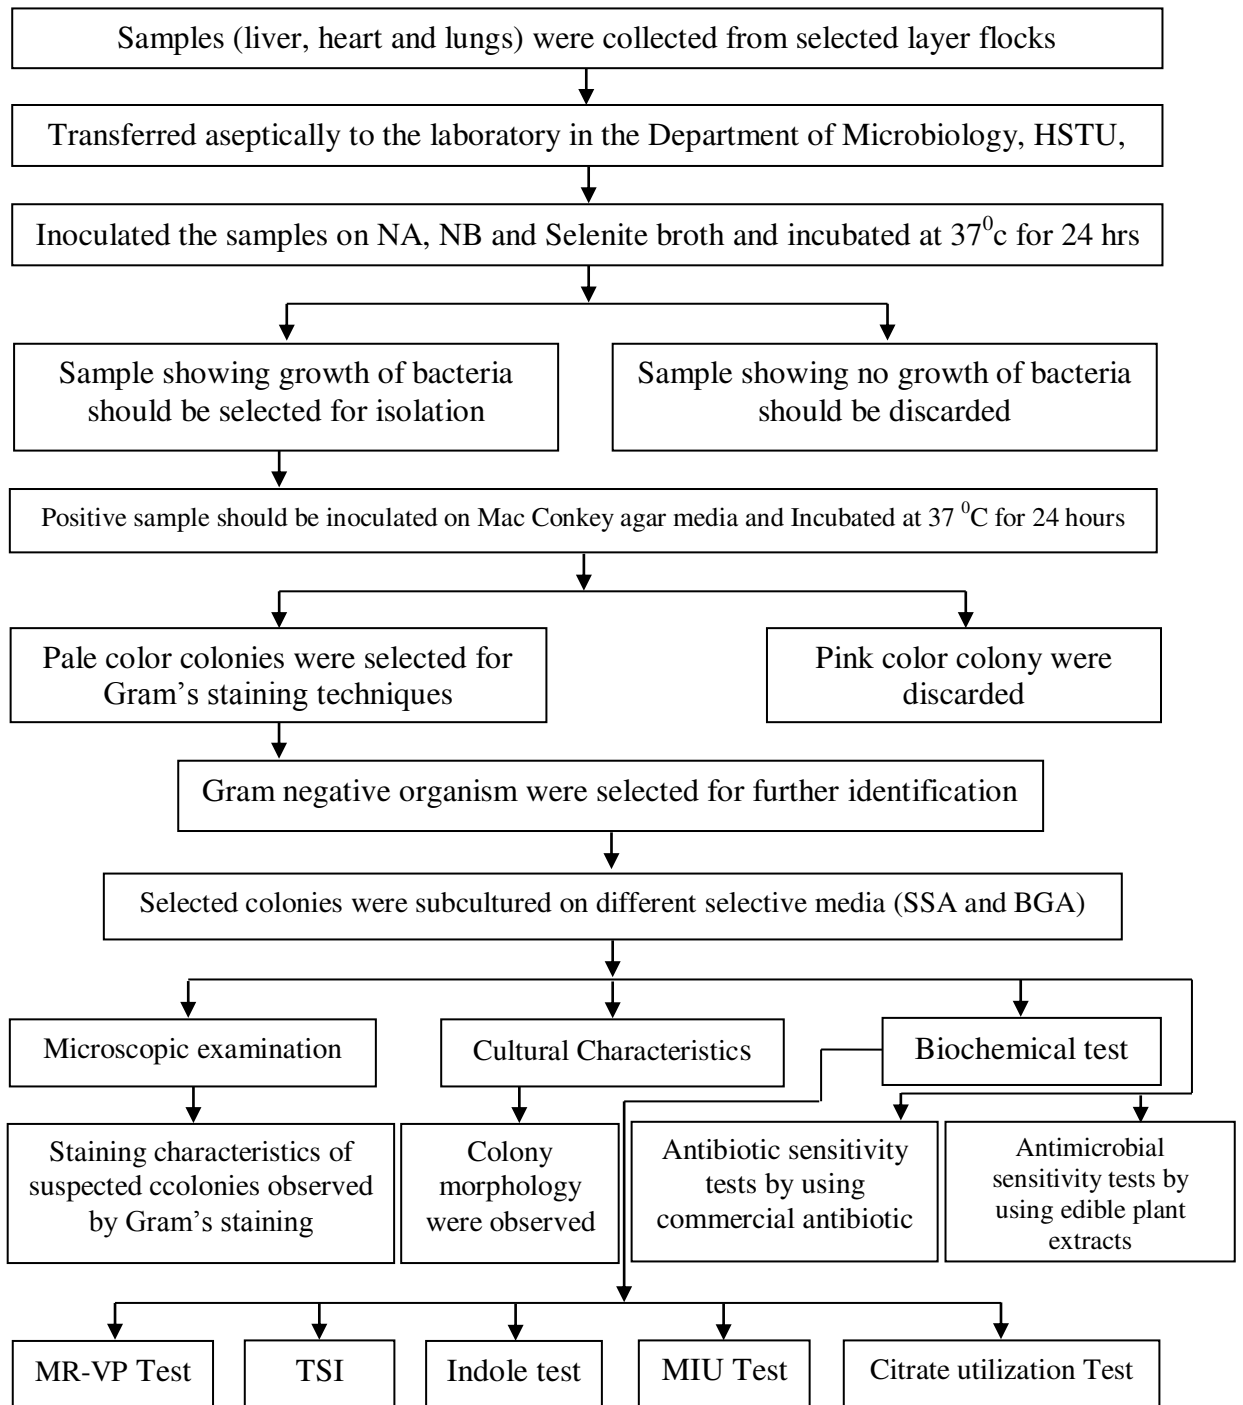 Samples (liver, heart and lungs) were collected from selected layer flocks
Transferred aseptically to the laboratory in the Department of Microbiology, HSTU,
Inoculated the samples on NA, NB and Selenite broth and incubated at 37⁰c for 24 hrs
Sample showing growth of bacteria
should be selected for isolation
Sample showing no growth of bacteria
should be discarded
Positive sample should be inoculated on Mac Conkey agar media and Incubated at 37 ⁰C for 24 hours
Pale color colonies were selected for
Gram’s staining techniques
Pink color colony were
discarded
Gram negative organism were selected for further identification
Selected colonies were subcultured on different selective media (SSA and BGA)
Microscopic examination
Cultural Characteristics
Biochemical test
Staining characteristics of
suspected ccolonies observed
by Gram’s staining
Colony
morphology
were observed
Antibiotic sensitivity
tests by using
commercial antibiotic
Antimicrobial
sensitivity tests by
using edible plant
extracts
MR-VP Test
TSI
Indole test
MIU Test
Citrate utilization Test